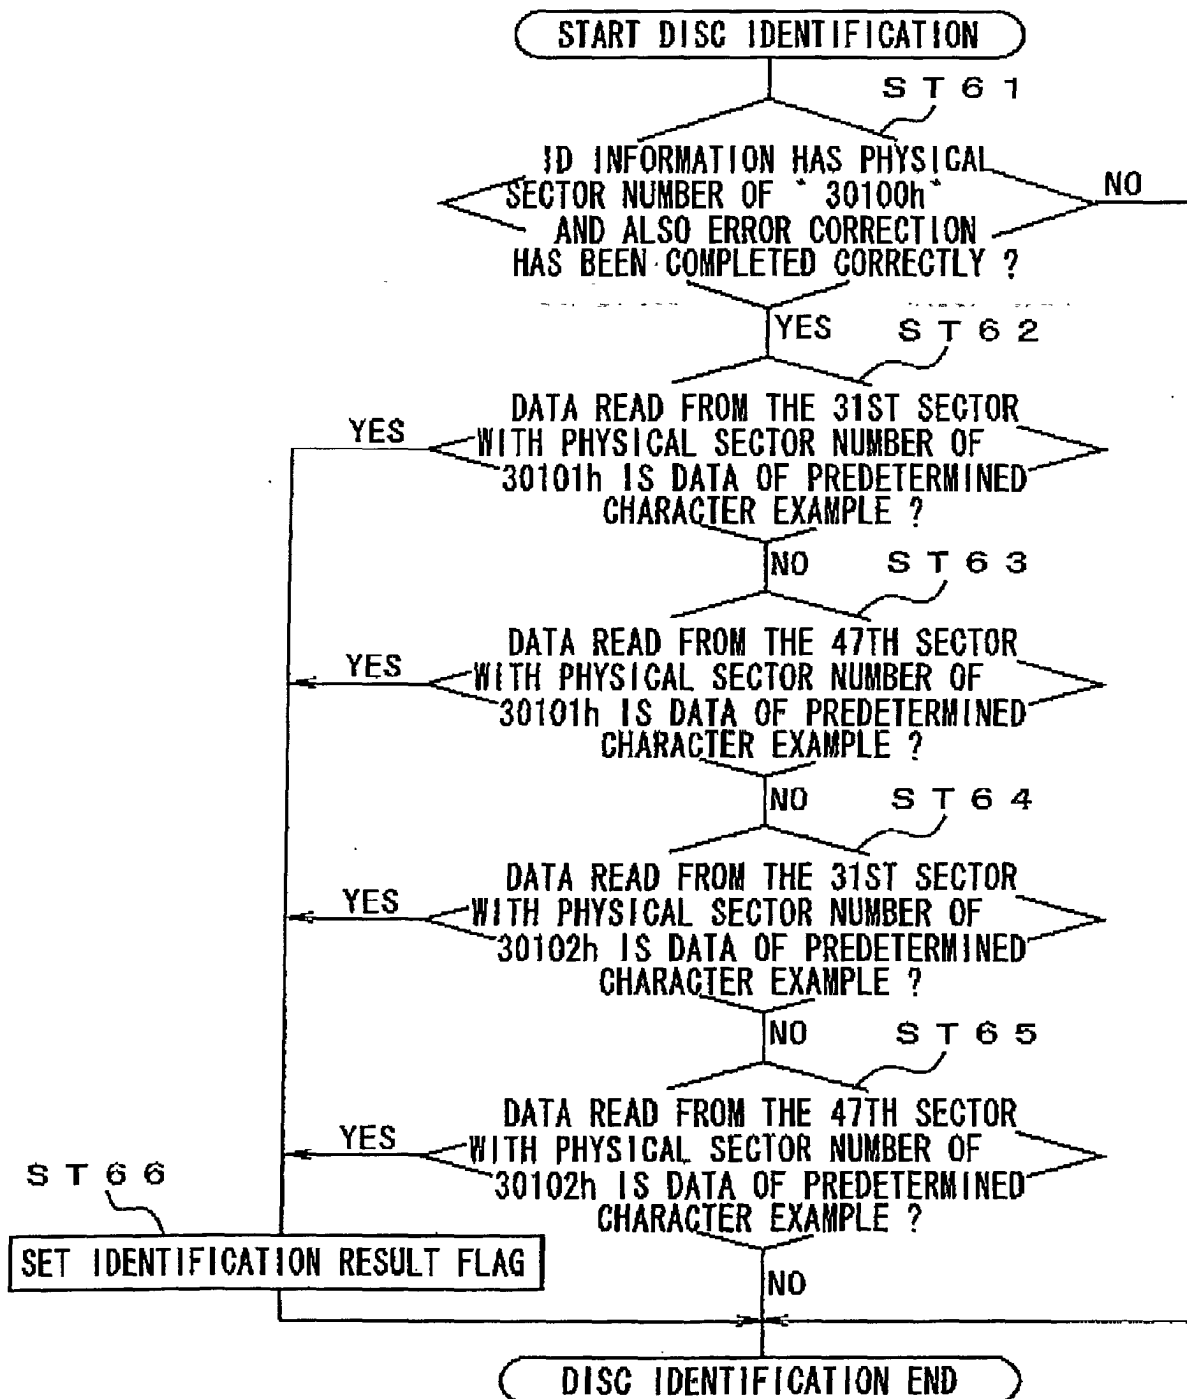 START DISC IDENTIFICATION
ST61
ID INFORMATION HAS PHYSICAL
SECTOR NUMBER OF " 30100h"
AND ALSO ERROR CORRECTION
HAS BEEN COMPLETED CORRECTLY ?
NO
YES
ST62
DATA READ FROM THE 31ST SECTOR
WITH PHYSICAL SECTOR NUMBER OF
30101h IS DATA OF PREDETERMINED
CHARACTER EXAMPLE ?
YES
NO
ST63
DATA READ FROM THE 47TH SECTOR
WITH PHYSICAL SECTOR NUMBER OF
30101h IS DATA OF PREDETERMINED
CHARACTER EXAMPLE ?
YES
NO
ST64
DATA READ FROM THE 31ST SECTOR
WITH PHYSICAL SECTOR NUMBER OF
30102h IS DATA OF PREDETERMINED
CHARACTER EXAMPLE ?
YES
NO
ST65
DATA READ FROM THE 47TH SECTOR
WITH PHYSICAL SECTOR NUMBER OF
30102h IS DATA OF PREDETERMINED
CHARACTER EXAMPLE ?
YES
NO
ST66
SET IDENTIFICATION RESULT FLAG
DISC IDENTIFICATION END